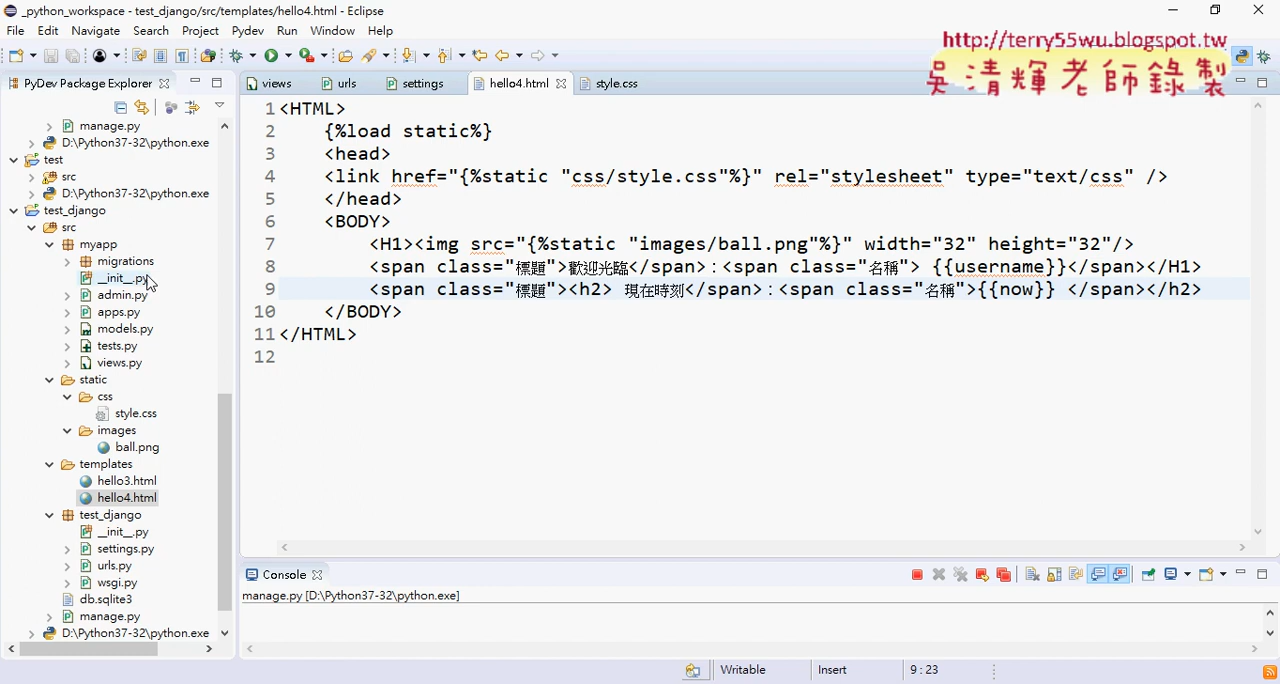 _python_workspace - test_django/src/templates/hello4.html - Eclipse
File Edit Navigate Search Project Pydev Run Window Help
http://terry55wu.blogspot.tw
吳清輝老師錄製
PyDev Package Explorer
views urls settings hello4.html style.css
manage.py
D:\Python37-32\python.exe
test
src
D:\Python37-32\python.exe
test_django
src
myapp
migrations
__init__.py
admin.py
apps.py
models.py
tests.py
views.py
static
css
style.css
images
ball.png
templates
hello3.html
hello4.html
test_django
__init__.py
settings.py
urls.py
wsgi.py
db.sqlite3
manage.py
D:\Python37-32\python.exe
1 <HTML>
2 {%load static%}
3 <head>
4 <link href="{%static "css/style.css"%}" rel="stylesheet" type="text/css" />
5 </head>
6 <BODY>
7 <H1><img src="{%static "images/ball.png"%}" width="32" height="32"/>
8 <span class="標題">歡迎光臨</span>：<span class="名稱"> {{username}}</span></H1>
9 <span class="標題"><h2> 現在時刻</span>：<span class="名稱">{{now}} </span></h2>
10 </BODY>
11 </HTML>
12
Console
manage.py [D:\Python37-32\python.exe]
Writable Insert 9 : 23